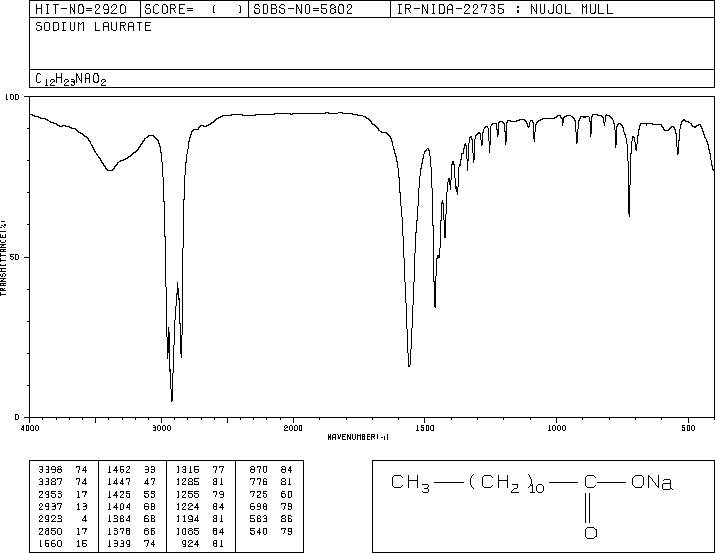 HIT-NO=2920 SCORE= ( ) SDBS-NO=5802 IR-NIDA-22735 : NUJOL MULL
SODIUM LAURATE
C12H23NAO2
100
50
0
TRANSMITTANCE(%)
4000 3000 2000 1500 1000 500
WAVENUMBER(-1)
3398 74 1462 33 1316 77 870 84
3387 74 1447 47 1285 81 776 81
2953 17 1425 55 1255 79 725 60
2937 13 1404 68 1224 84 698 79
2923 4 1384 68 1194 81 583 86
2850 17 1378 66 1085 84 540 79
1560 15 1339 74 924 81
CH3 (CH2)10 C ONa
O